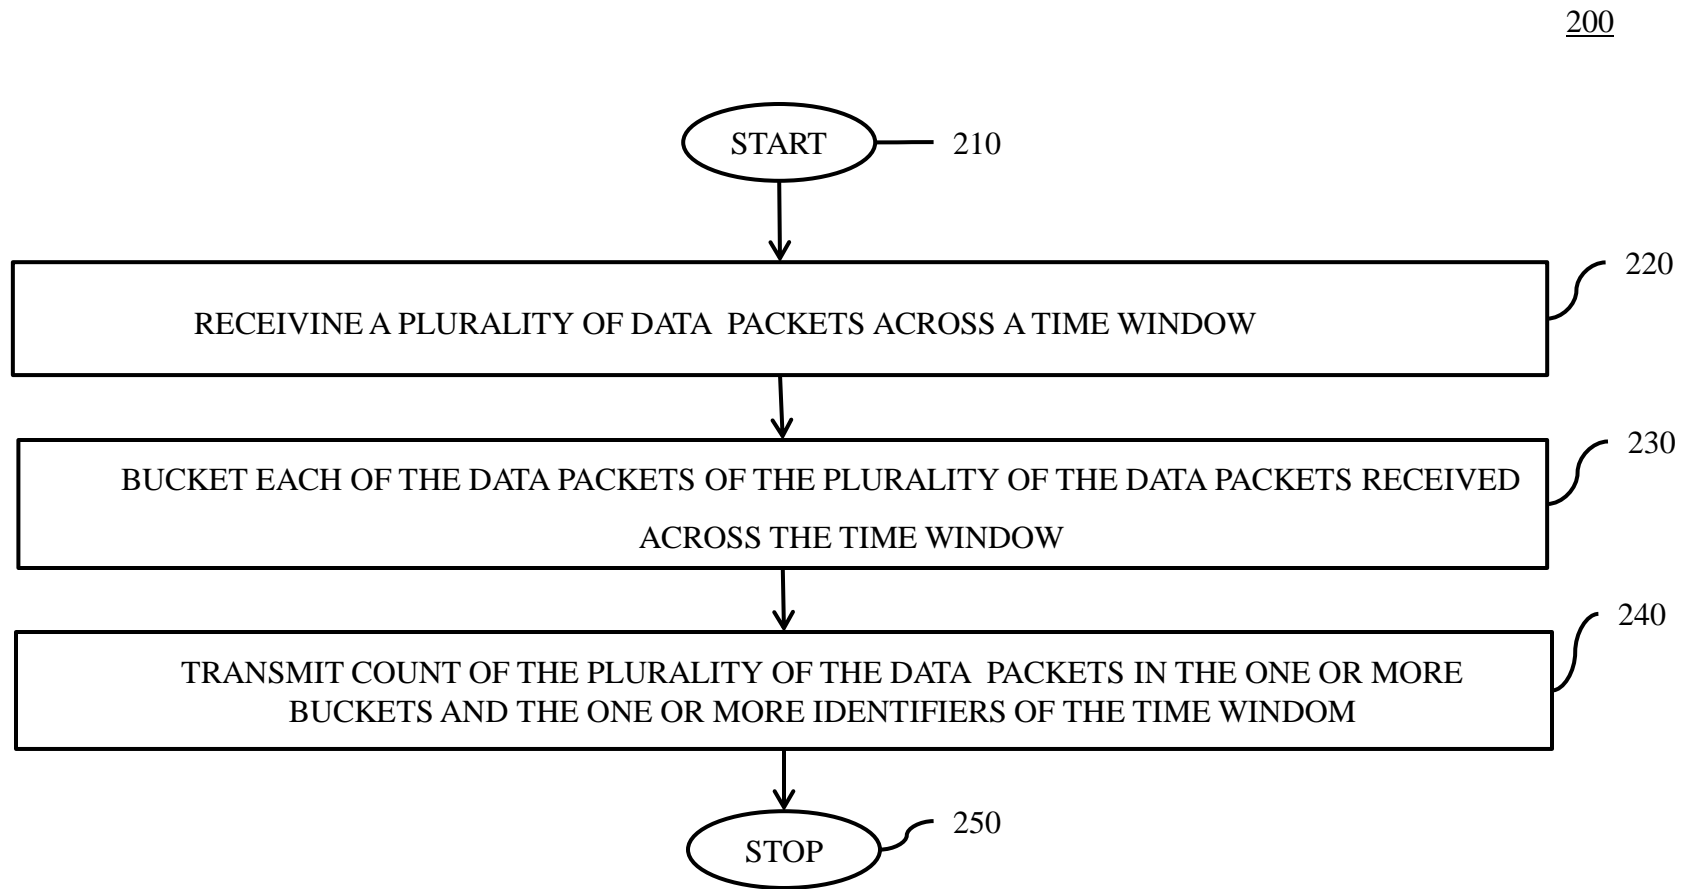 200
START
210
220
RECEIVINE A PLURALITY OF DATA PACKETS ACROSS A TIME WINDOW
230
BUCKET EACH OF THE DATA PACKETS OF THE PLURALITY OF THE DATA PACKETS RECEIVED
ACROSS THE TIME WINDOW
240
TRANSMIT COUNT OF THE PLURALITY OF THE DATA PACKETS IN THE ONE OR MORE
BUCKETS AND THE ONE OR MORE IDENTIFIERS OF THE TIME WINDOM
250
STOP